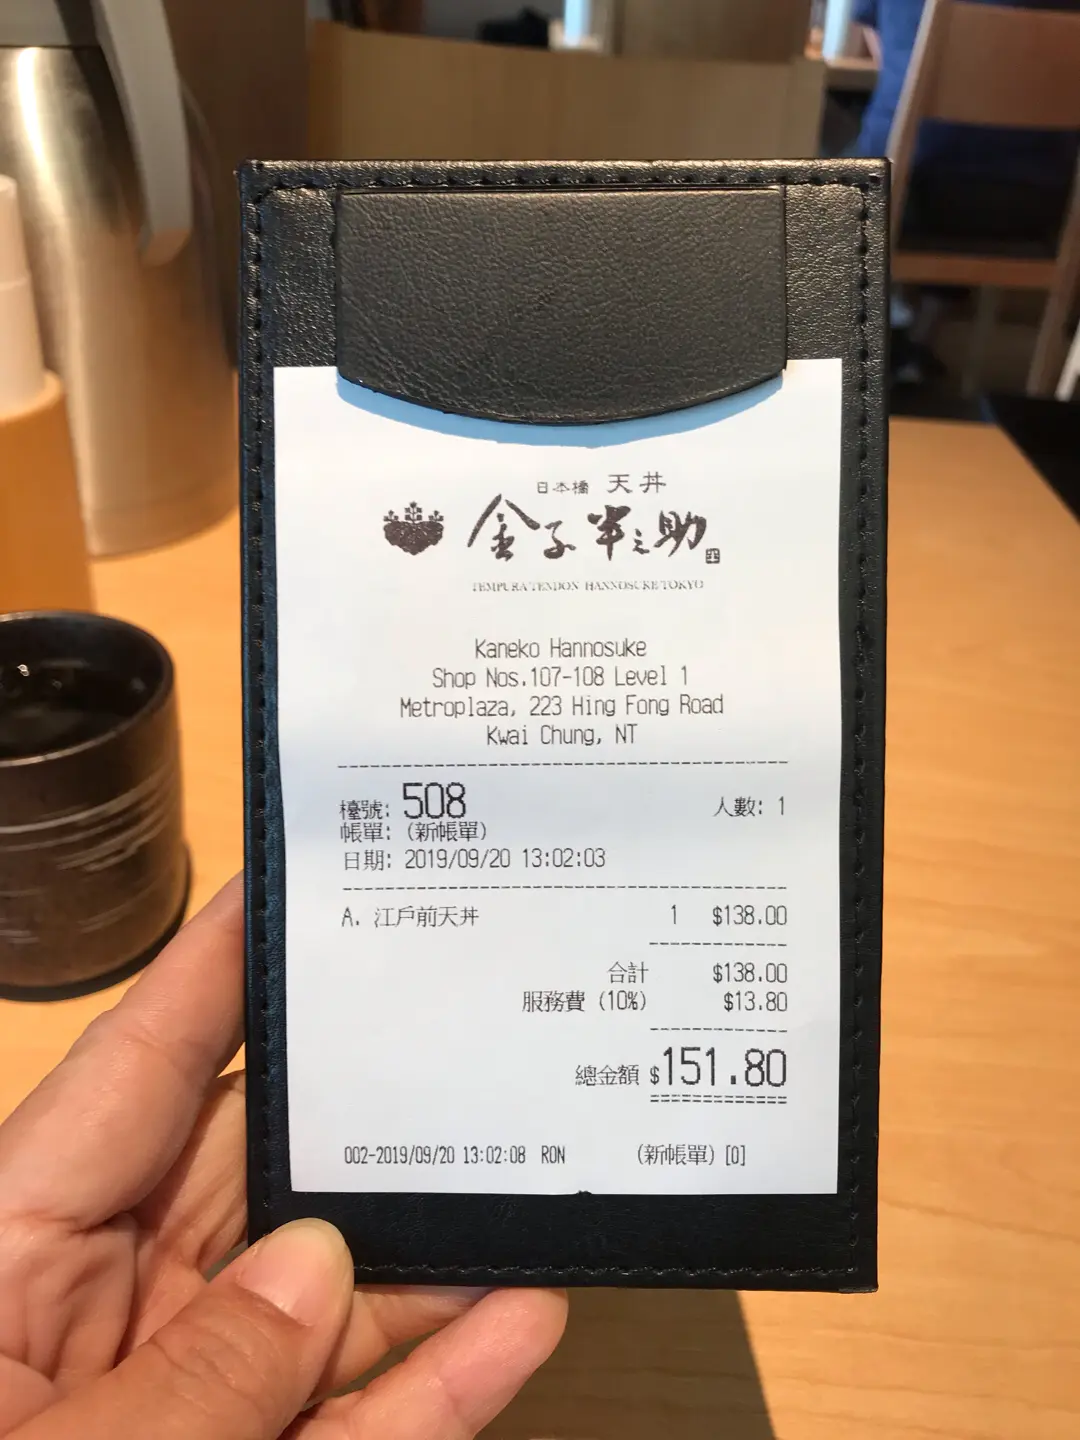 日本橋 天丼
金子半之助
TEMPURA TENDON HANNOSUKE TOKYO
Kaneko Hannosuke
Shop Nos.107-108 Level 1
Metroplaza, 223 Hing Fong Road
Kwai Chung, NT
檯號: 508 人數: 1
帳單: (新帳單)
日期: 2019/09/20 13:02:03
A. 江戶前天丼 1 $138.00
合計 $138.00
服務費 (10%) $13.80
總金額 $151.80
002-2019/09/20 13:02:08 RON (新帳單) [0]